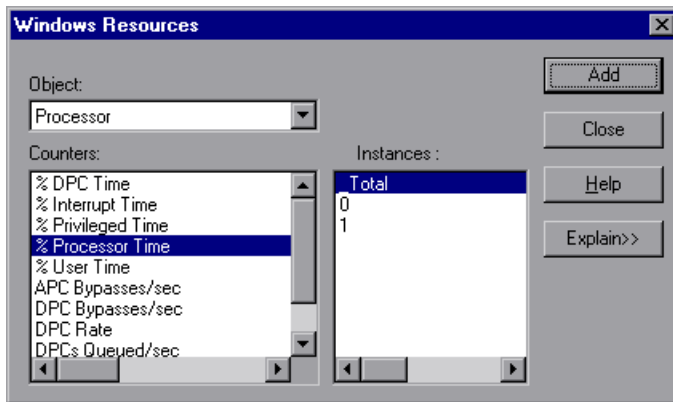 Windows Resources
Object:
Processor
Counters:
% DPC Time
% Interrupt Time
% Privileged Time
% Processor Time
% User Time
APC Bypasses/sec
DPC Bypasses/sec
DPC Rate
DPCs Queued/sec
Instances :
_Total
0
1
Add
Close
Help
Explain>>